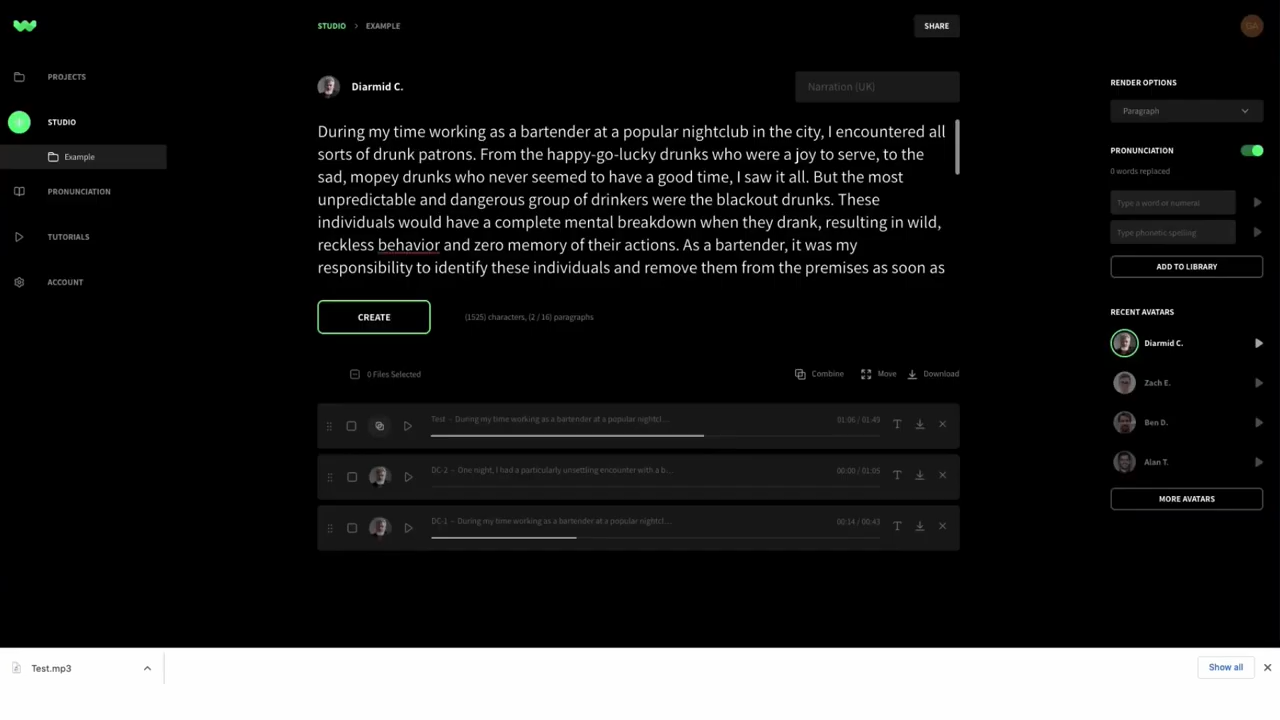 STUDIO > EXAMPLE
SHARE
GA
PROJECTS
STUDIO
Example
PRONUNCIATION
TUTORIALS
ACCOUNT
Diarmid C.
Narration (UK)
During my time working as a bartender at a popular nightclub in the city, I encountered all
sorts of drunk patrons. From the happy-go-lucky drunks who were a joy to serve, to the
sad, mopey drunks who never seemed to have a good time, I saw it all. But the most
unpredictable and dangerous group of drinkers were the blackout drunks. These
individuals would have a complete mental breakdown when they drank, resulting in wild,
reckless behavior and zero memory of their actions. As a bartender, it was my
responsibility to identify these individuals and remove them from the premises as soon as
CREATE
(1525) characters, (2 / 16) paragraphs
0 Files Selected
Combine
Move
Download
Test - During my time working as a bartender at a popular nightcl...
01:06 / 01:49
DC-2 - One night, I had a particularly unsettling encounter with a b...
00:00 / 01:05
DC-1 - During my time working as a bartender at a popular nightcl...
00:14 / 00:43
RENDER OPTIONS
Paragraph
PRONUNCIATION
0 words replaced
Type a word or numeral
Type phonetic spelling
ADD TO LIBRARY
RECENT AVATARS
Diarmid C.
Zach E.
Ben D.
Alan T.
MORE AVATARS
Test.mp3
Show all